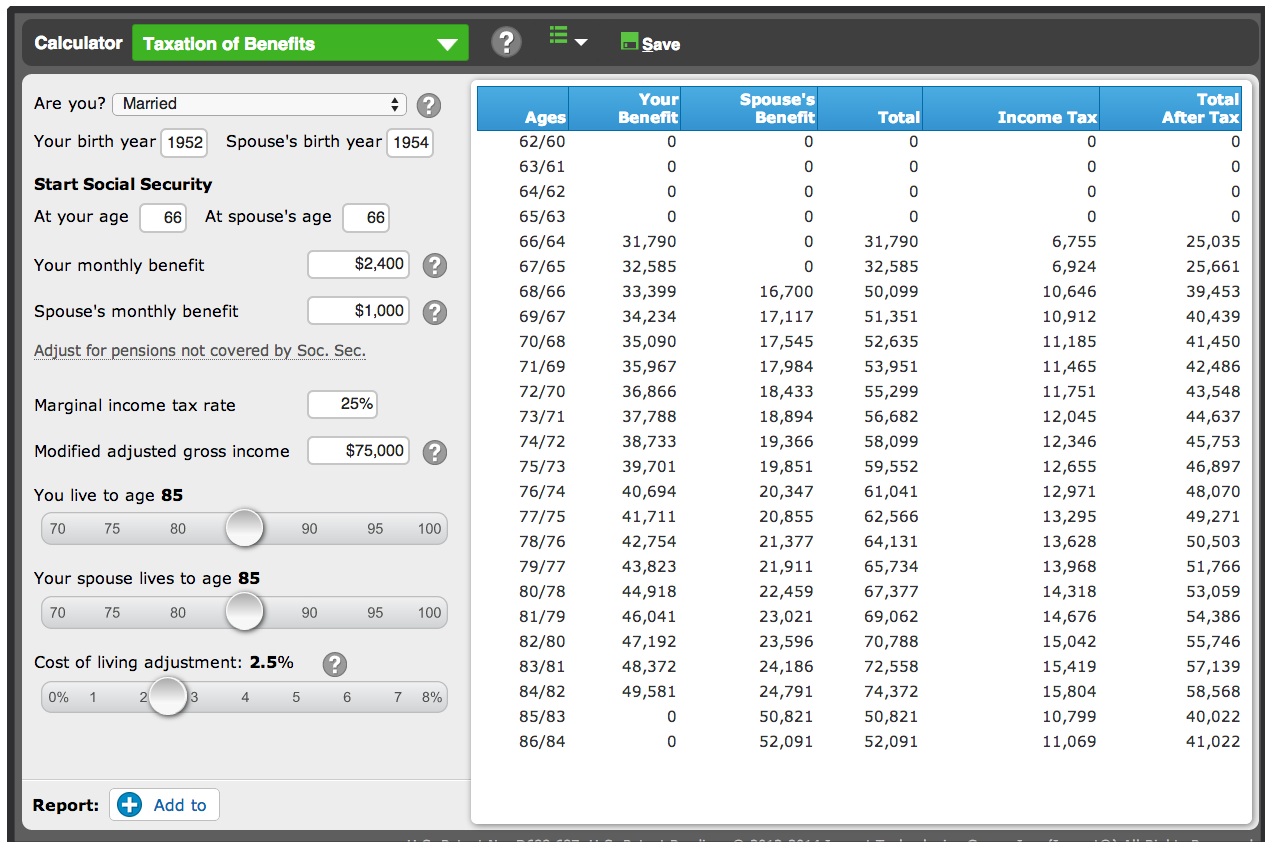 Calculator Taxation of Benefits ? Save
Are you? Married ?
Your birth year 1952 Spouse's birth year 1954
Start Social Security
At your age 66 At spouse's age 66
Your monthly benefit $2,400 ?
Spouse's monthly benefit $1,000 ?
Adjust for pensions not covered by Soc. Sec.
Marginal income tax rate 25%
Modified adjusted gross income $75,000 ?
You live to age 85
70 75 80 90 95 100
Your spouse lives to age 85
70 75 80 90 95 100
Cost of living adjustment: 2.5% ?
0% 1 2 3 4 5 6 7 8%
Report: Add to
Your Spouse's Total
Ages Benefit Benefit Total Income Tax After Tax
62/60 0 0 0 0 0
63/61 0 0 0 0 0
64/62 0 0 0 0 0
65/63 0 0 0 0 0
66/64 31,790 0 31,790 6,755 25,035
67/65 32,585 0 32,585 6,924 25,661
68/66 33,399 16,700 50,099 10,646 39,453
69/67 34,234 17,117 51,351 10,912 40,439
70/68 35,090 17,545 52,635 11,185 41,450
71/69 35,967 17,984 53,951 11,465 42,486
72/70 36,866 18,433 55,299 11,751 43,548
73/71 37,788 18,894 56,682 12,045 44,637
74/72 38,733 19,366 58,099 12,346 45,753
75/73 39,701 19,851 59,552 12,655 46,897
76/74 40,694 20,347 61,041 12,971 48,070
77/75 41,711 20,855 62,566 13,295 49,271
78/76 42,754 21,377 64,131 13,628 50,503
79/77 43,823 21,911 65,734 13,968 51,766
80/78 44,918 22,459 67,377 14,318 53,059
81/79 46,041 23,021 69,062 14,676 54,386
82/80 47,192 23,596 70,788 15,042 55,746
83/81 48,372 24,186 72,558 15,419 57,139
84/82 49,581 24,791 74,372 15,804 58,568
85/83 0 50,821 50,821 10,799 40,022
86/84 0 52,091 52,091 11,069 41,022